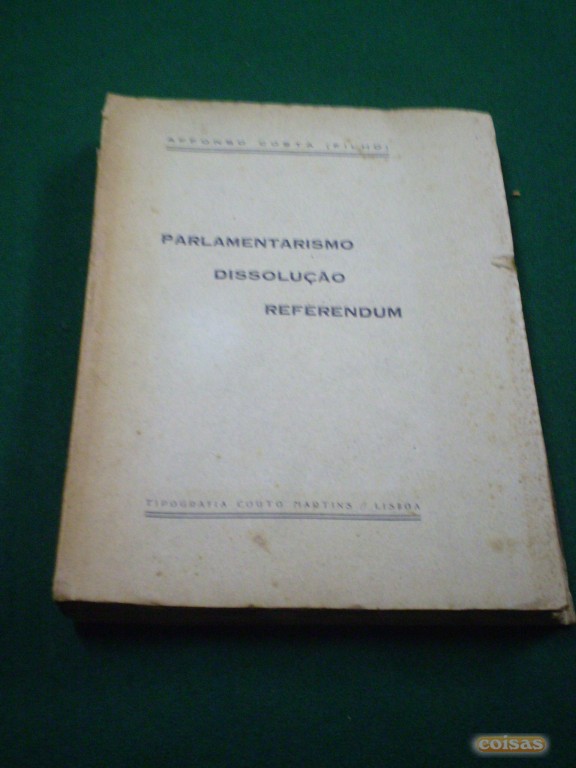 AFFONSO COSTA (FILHO)
PARLAMENTARISMO
DISSOLUÇÃO
REFERENDUM
TIPOGRAFIA COUTO MARTINS / LISBOA
coisas